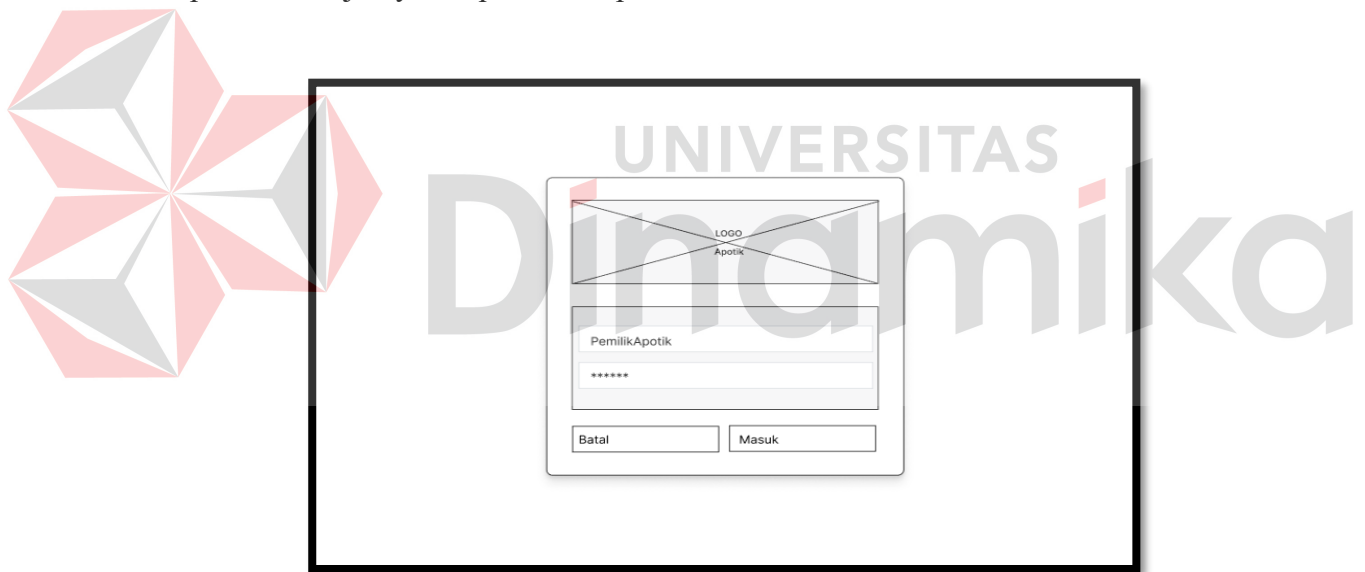 UNIVERSITAS
Dinamika
LOGO
Apotik
PemilikApotik
******
Batal
Masuk